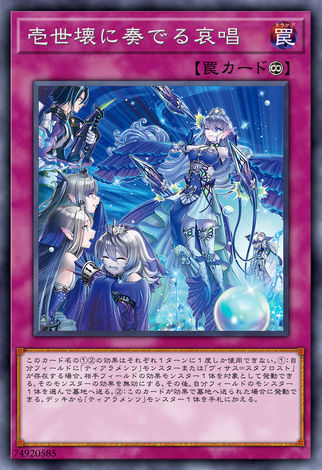 壱世壊に奏でる哀唱
トラップ
罠
【罠カード】
このカード名の①②の効果はそれぞれ1ターンに1度しか使用できない。①：自
分フィールドに「ティアラメンツ」モンスターまたは「ヴィサス＝スタフロスト」
が存在する場合、相手フィールドの効果モンスター1体を対象として発動でき
る。そのモンスターの効果を無効にする。その後、自分フィールドのモンスター
1体を選んで墓地へ送る。②：このカードが効果で墓地へ送られた場合に発動で
きる。デッキから「ティアラメンツ」モンスター1体を手札に加える。
74920585